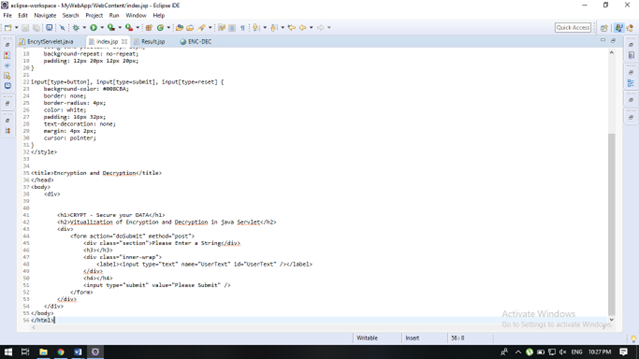 eclipse-workspace - MyWebApp/WebContent/index.jsp - Eclipse IDE
File Edit Navigate Search Project Run Window Help
Quick Access
EncrytServelet.java index.jsp Result.jsp ENC-DEC
18 background-repeat: no-repeat;
19 padding: 12px 20px 12px 20px;
20 }
21
22 input[type=button], input[type=submit], input[type=reset] {
23 background-color: #008CBA;
24 border: none;
25 border-radius: 4px;
26 color: white;
27 padding: 16px 32px;
28 text-decoration: none;
29 margin: 4px 2px;
30 cursor: pointer;
31 }
32 </style>
33
34
35 <title>Encryption and Decryption</title>
36 </head>
37 <body>
38 <div>
39
40
41 <h1>CRYPT - Secure your DATA</h1>
42 <h2>Vitualization of Encryption and Decryption in java Servlet</h2>
43 <div>
44 <form action="doSubmit" method="post">
45 <div class="section">Please Enter a String</div>
46 <h3></h3>
47 <div class="inner-wrap">
48 <label><input type="text" name="UserText" id="UserText" /></label>
49 </div>
50 <h4></h4>
51 <input type="submit" value="Please Submit" />
52 </form>
53 </div>
54 </div>
55 </body>
56 </html>
Activate Windows
Go to Settings to activate Windows.
Writable Insert 56 : 8
ENG 10:27 PM